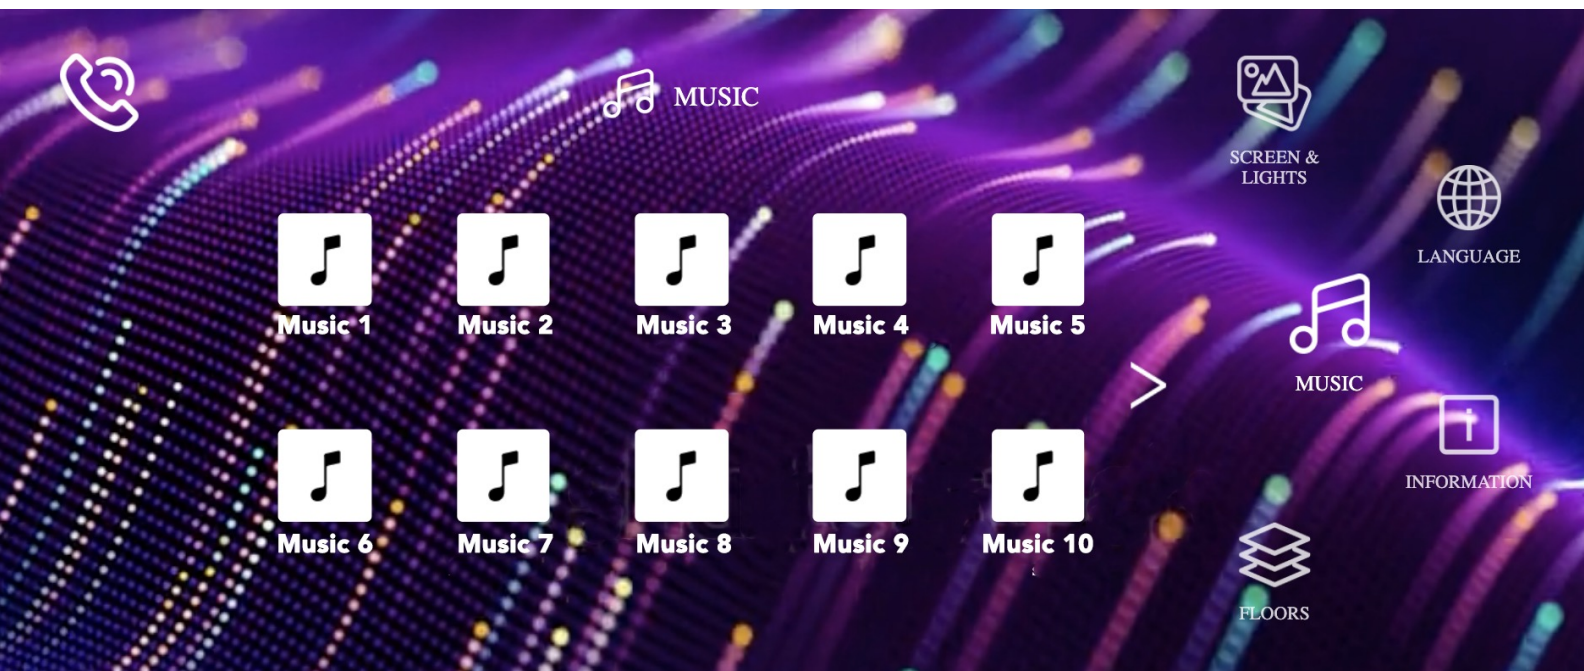 MUSIC
SCREEN &
LIGHTS
LANGUAGE
Music 1
Music 2
Music 3
Music 4
Music 5
>
MUSIC
INFORMATION
Music 6
Music 7
Music 8
Music 9
Music 10
FLOORS